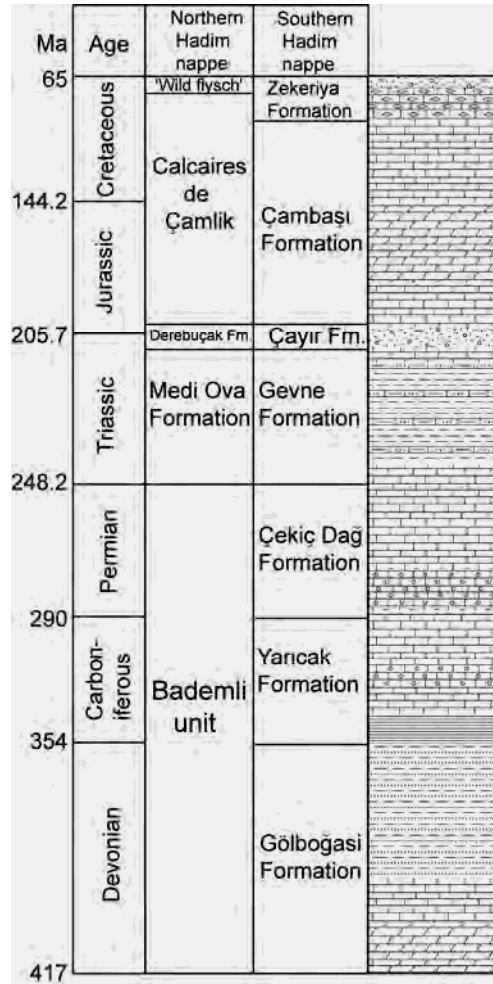 Ma
Age
Northern
Hadim
nappe
Southern
Hadim
nappe
65
144.2
205.7
248.2
290
354
417
Cretaceous
Jurassic
Triassic
Permian
Carbon-
iferous
Devonian
'Wild flysch'
Calcaires
de
Çamlik
Derebuçak Fm.
Medi Ova
Formation
Bademli
unit
Zekeriya
Formation
Çambaşı
Formation
Çayır Fm.
Gevne
Formation
Çekiç Dağ
Formation
Yarıcak
Formation
Gölboğasi
Formation